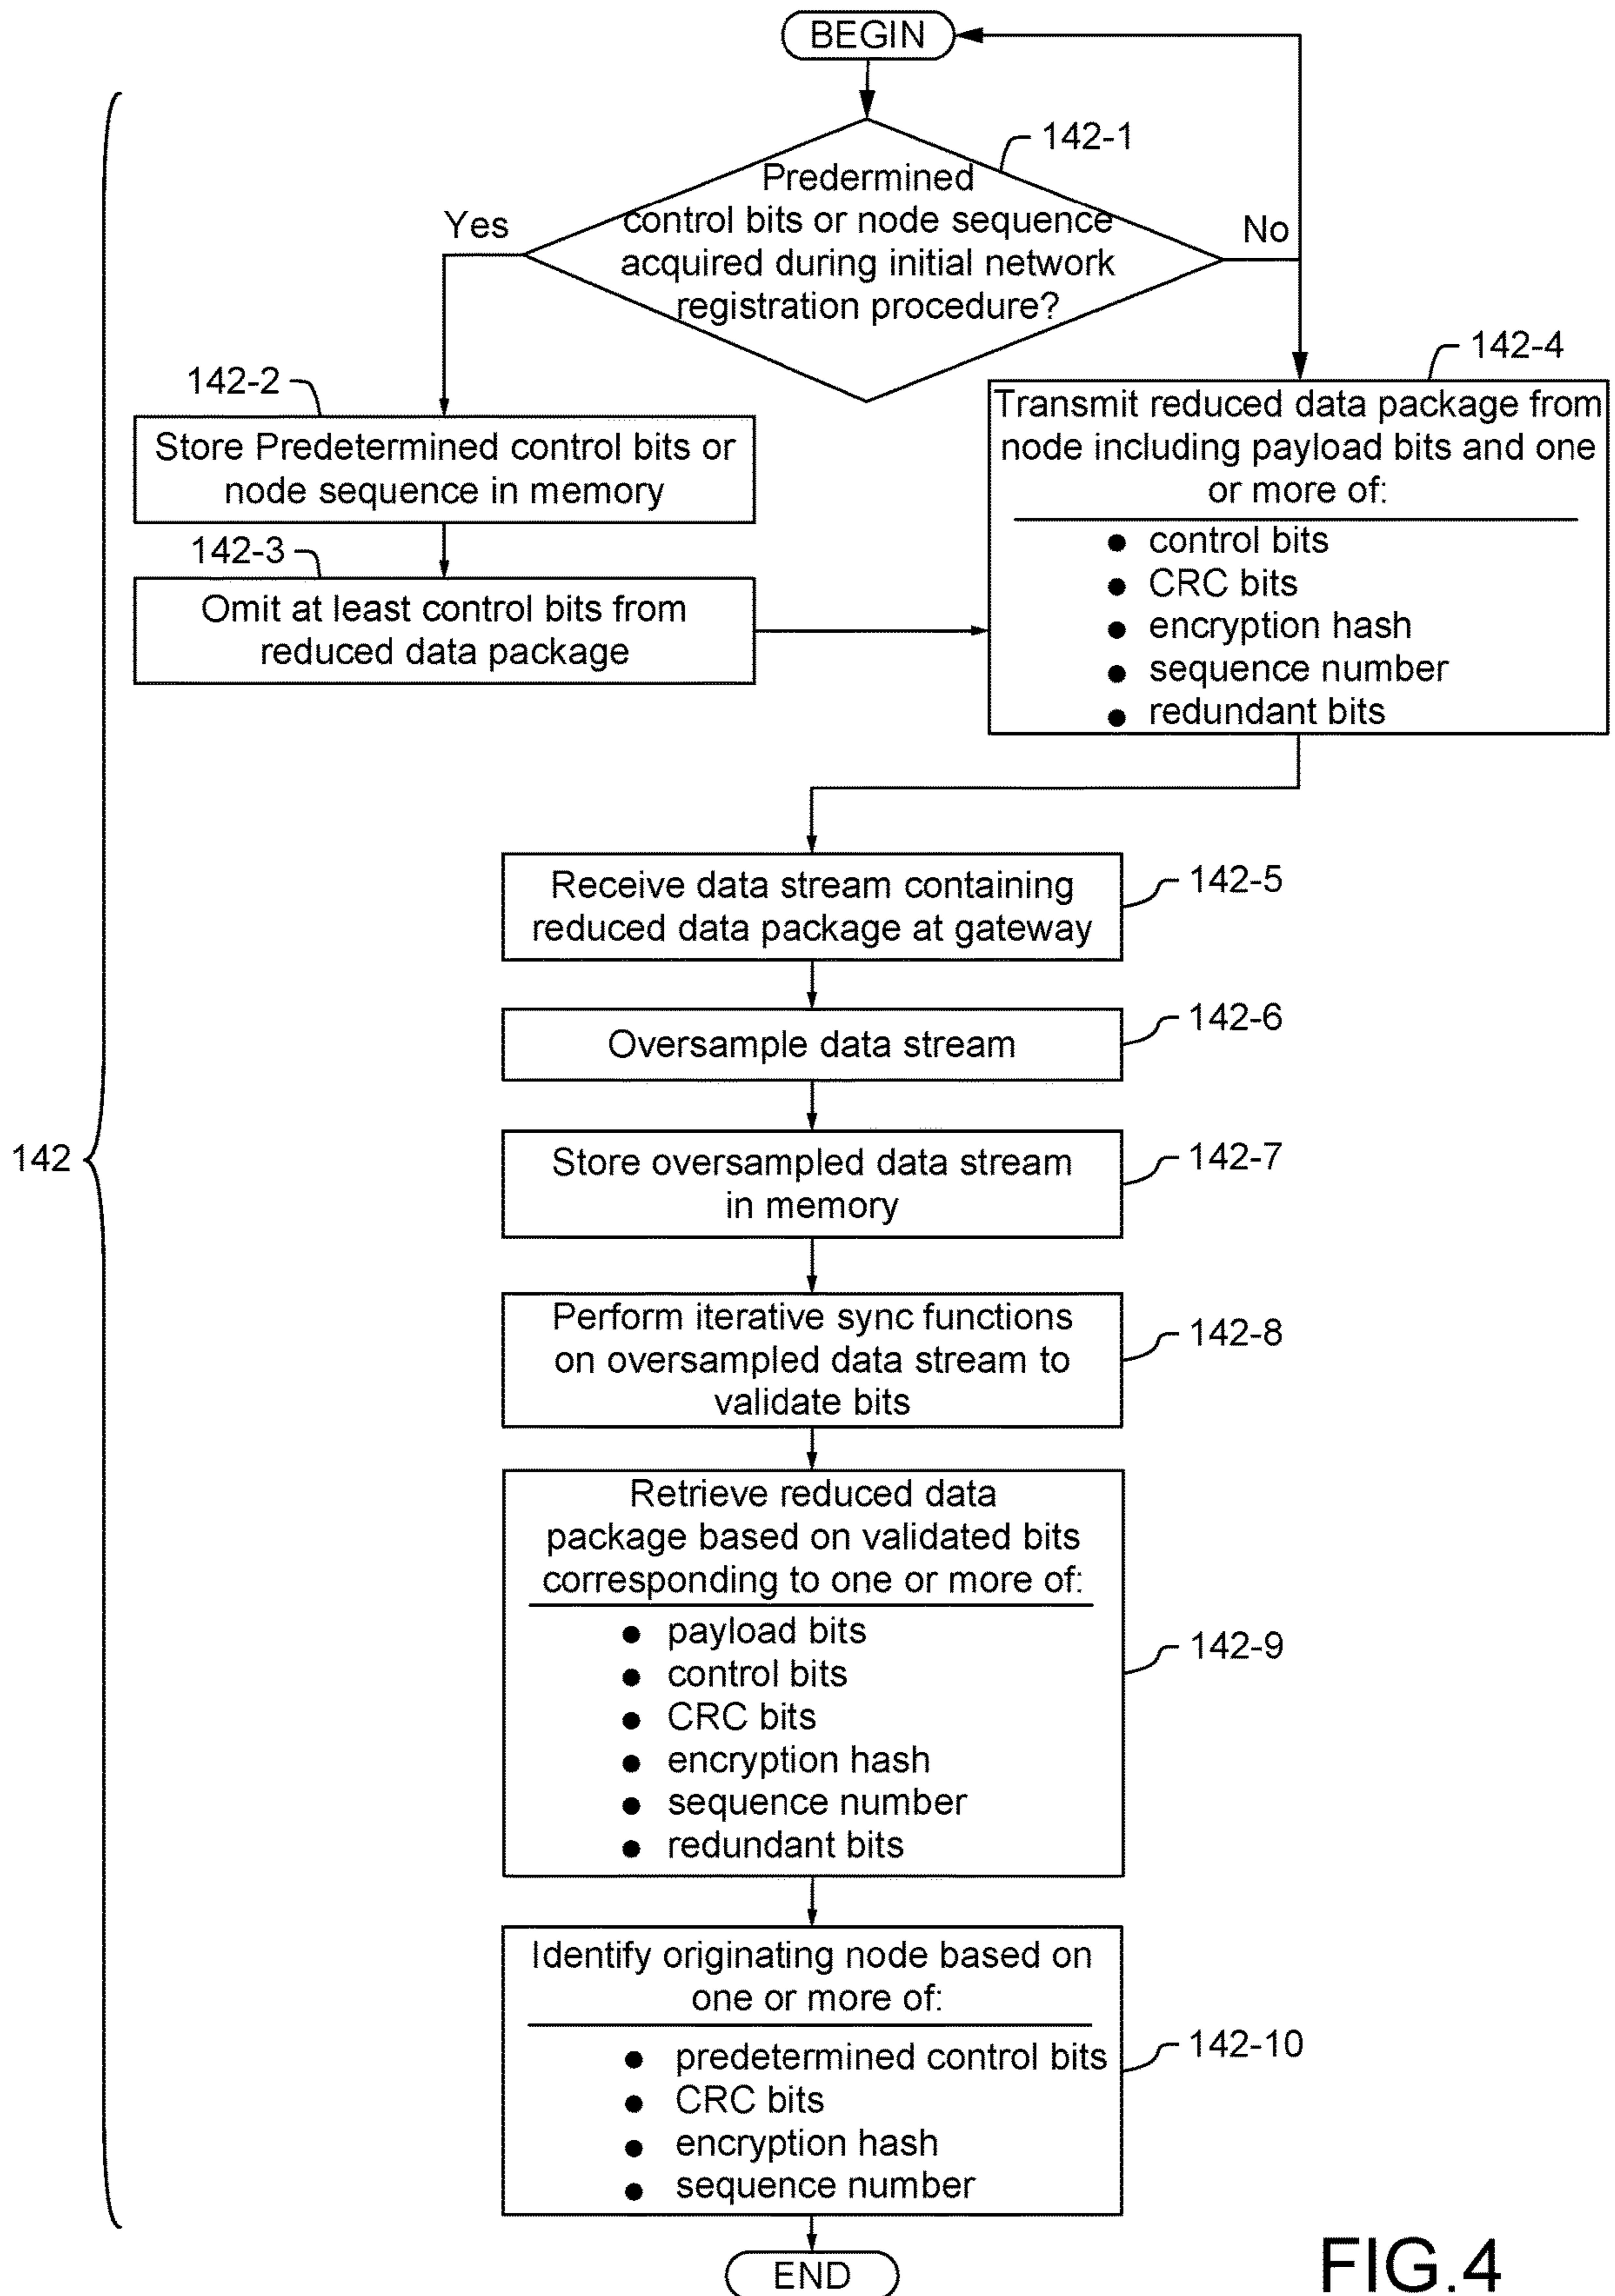 BEGIN
142-1
Predermined
control bits or node sequence
acquired during initial network
registration procedure?
Yes
No
142-2
Store Predetermined control bits or
node sequence in memory
142-3
Omit at least control bits from
reduced data package
142-4
Transmit reduced data package from
node including payload bits and one
or more of:
● control bits
● CRC bits
● encryption hash
● sequence number
● redundant bits
142
Receive data stream containing
reduced data package at gateway
142-5
Oversample data stream
142-6
Store oversampled data stream
in memory
142-7
Perform iterative sync functions
on oversampled data stream to
validate bits
142-8
Retrieve reduced data
package based on validated bits
corresponding to one or more of:
● payload bits
● control bits
● CRC bits
● encryption hash
● sequence number
● redundant bits
142-9
Identify originating node based on
one or more of:
● predetermined control bits
● CRC bits
● encryption hash
● sequence number
142-10
END
FIG.4